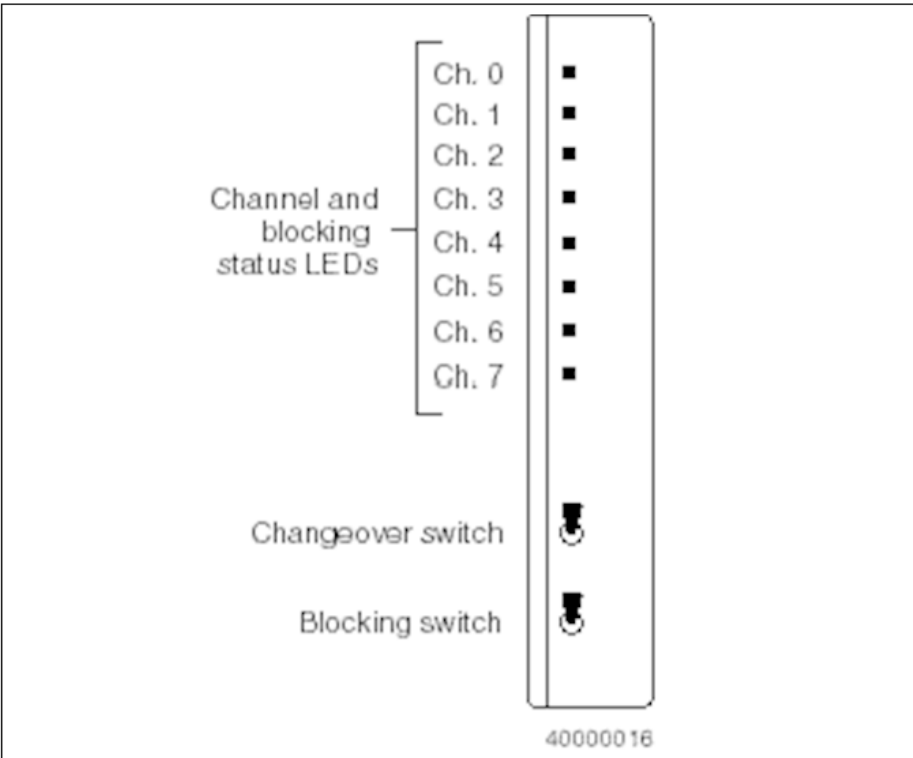 Ch. 0
Ch. 1
Ch. 2
Ch. 3
Ch. 4
Ch. 5
Ch. 6
Ch. 7
Channel and
blocking
status LEDs
Changeover switch
Blocking switch
40000016